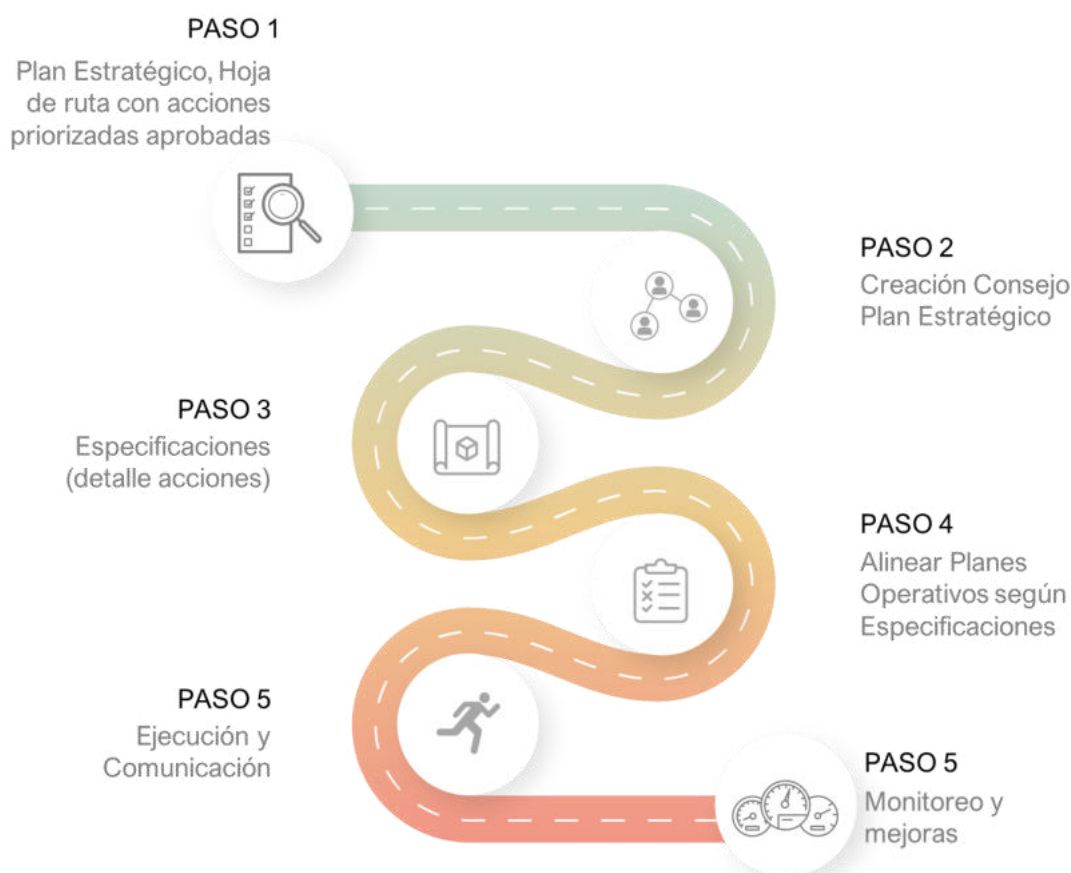 PASO 1
Plan Estratégico, Hoja
de ruta con acciones
priorizadas aprobadas
PASO 2
Creación Consejo
Plan Estratégico
PASO 3
Especificaciones
(detalle acciones)
PASO 4
Alinear Planes
Operativos según
Especificaciones
PASO 5
Ejecución y
Comunicación
PASO 5
Monitoreo y
mejoras